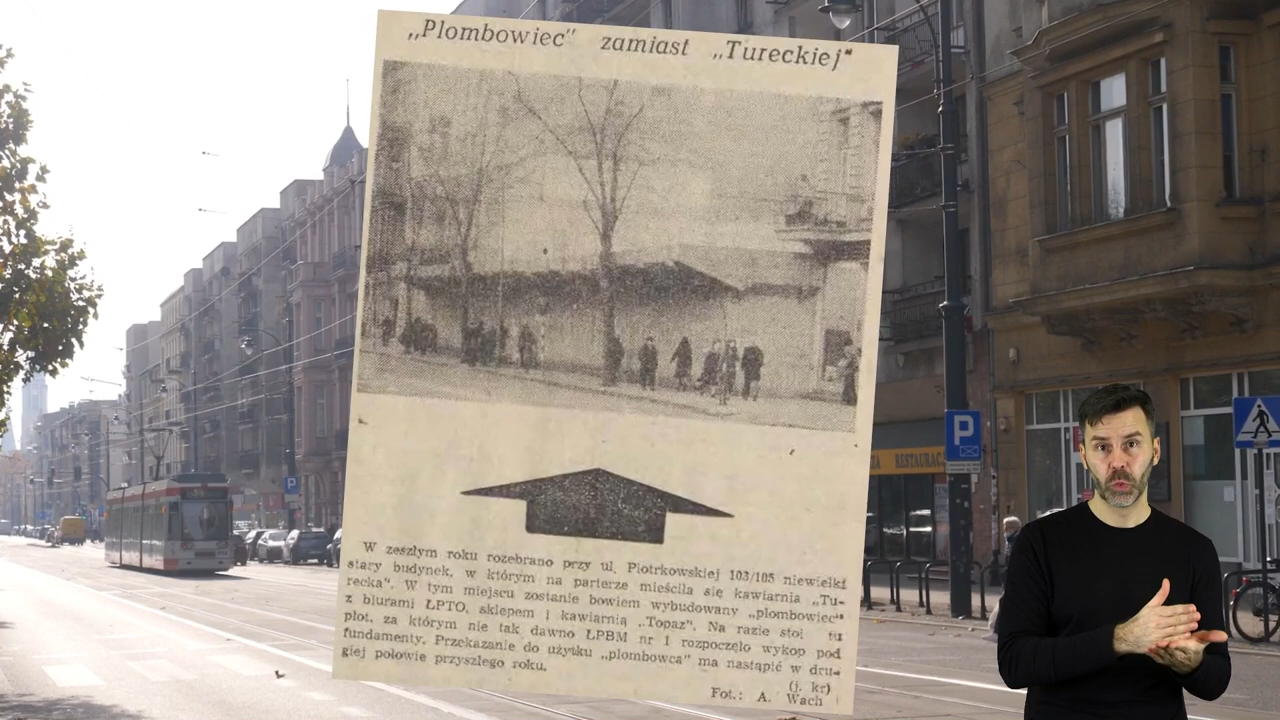 „Plombowiec" zamiast „Tureckiej"
W zeszłym roku rozebrano przy ul. Piotrkowskiej 103/105 niewielki
stary budynek, w którym na parterze mieściła się kawiarnia „Tu-
recka". W tym miejscu zostanie bowiem wybudowany „plombowiec"
z biurami ŁPTO, sklepem i kawiarnią „Topaz". Na razie stoi tu
płot, za którym nie tak dawno ŁPBM nr 1 rozpoczęło wykop pod
fundamenty. Przekazanie do użytku „plombowca" ma nastąpić w dru-
giej połowie przyszłego roku.
(j. kr)
Fot.: A. Wach
P
RESTAURACJA